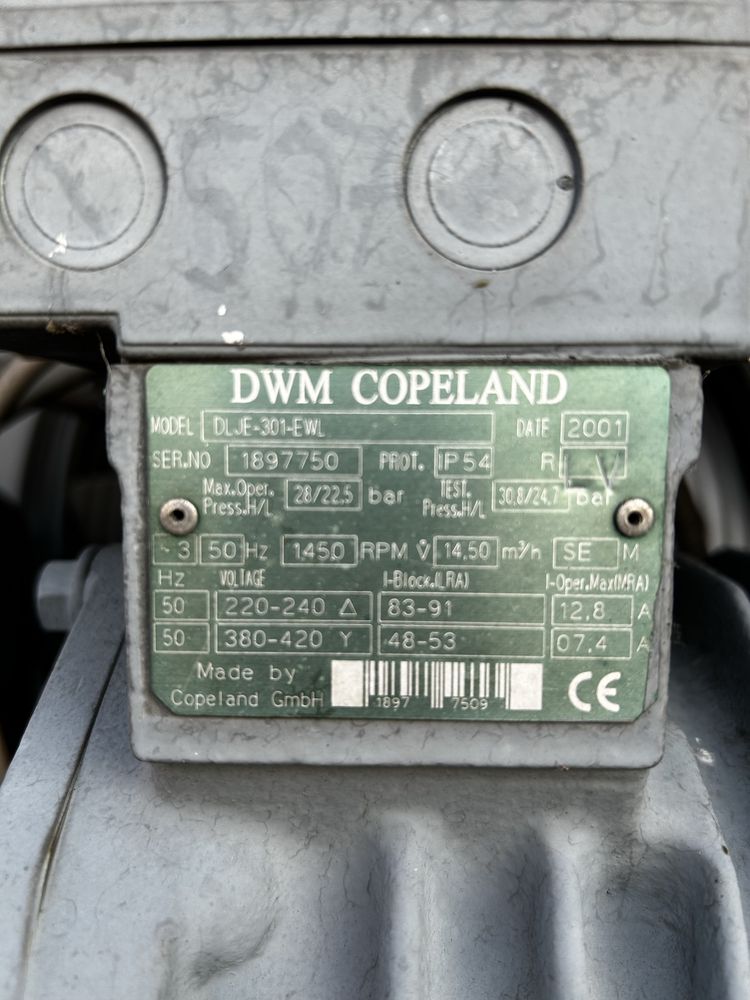 507
DWM COPELAND
MODEL DLJE-301-EWL DATE 2001
SER.NO 1897750 PROT. IP54 R
Max.Oper. Press.H/L 28/22.5 bar TEST. Press.H/L 30,8/24.7 bar
~3 50 Hz 1450 RPM V̇ 14,50 m³/h SE M
Hz VOLTAGE I-Block.(LRA) I-Oper.Max(MRA)
50 220-240 Δ 83-91 12,8 A
50 380-420 Y 48-53 07.4 A
Made by
Copeland GmbH
1897 7509
CE